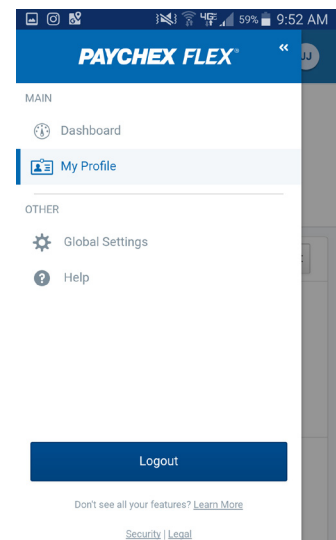 4G 59% 9:52 AM
PAYCHEX FLEX® «
JJ
MAIN
Dashboard
My Profile
OTHER
Global Settings
? Help
Logout
Don't see all your features? Learn More
Security | Legal